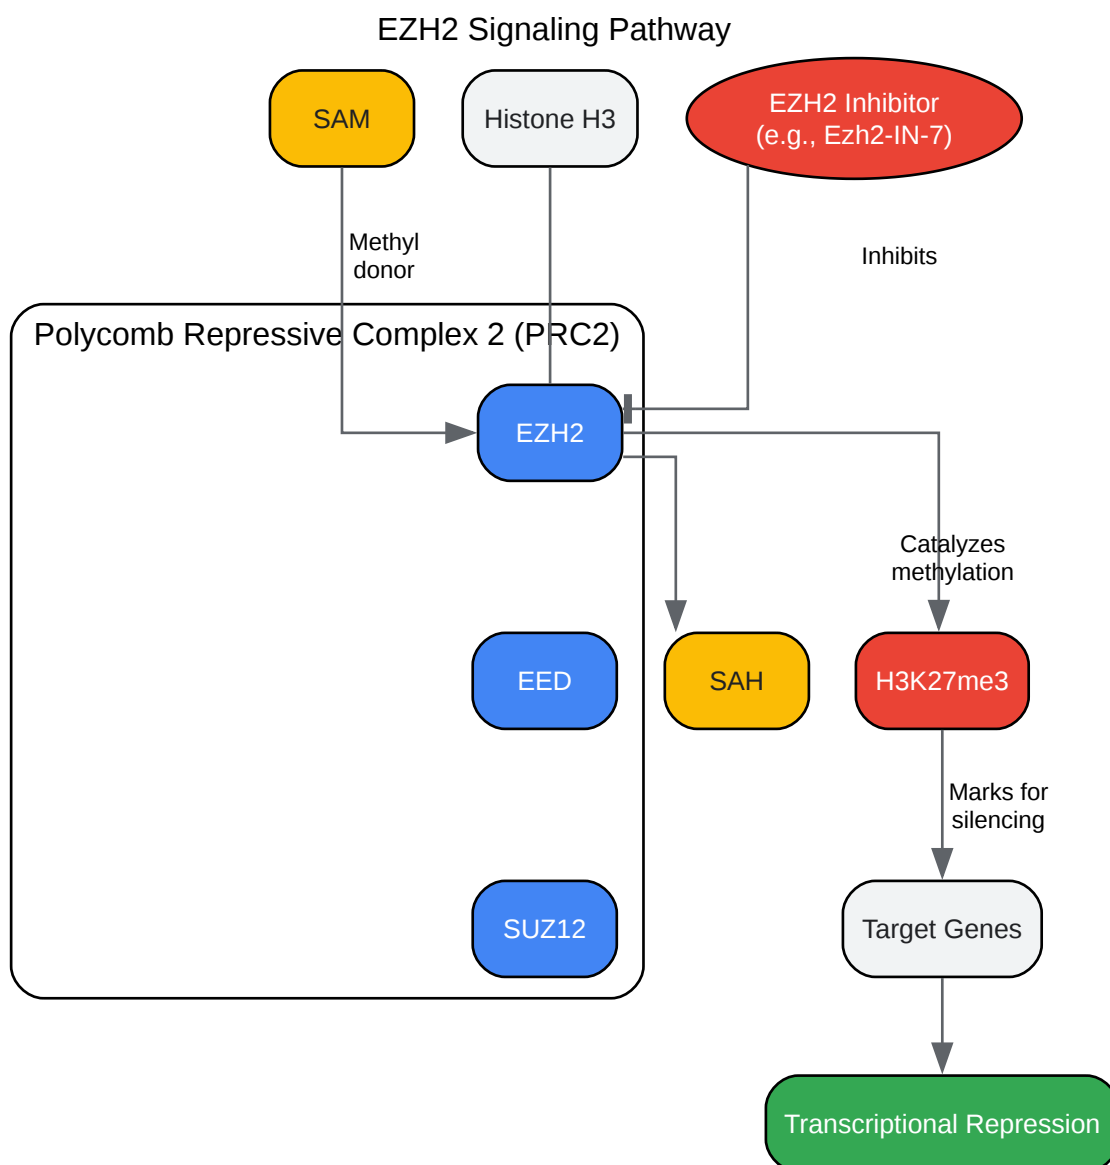 EZH2 Signaling Pathway
SAM
Histone H3
EZH2 Inhibitor
(e.g., Ezh2-IN-7)
Methyl
donor
Inhibits
Polycomb Repressive Complex 2 (PRC2)
EZH2
Catalyzes
methylation
EED
SAH
H3K27me3
Marks for
silencing
SUZ12
Target Genes
Transcriptional Repression